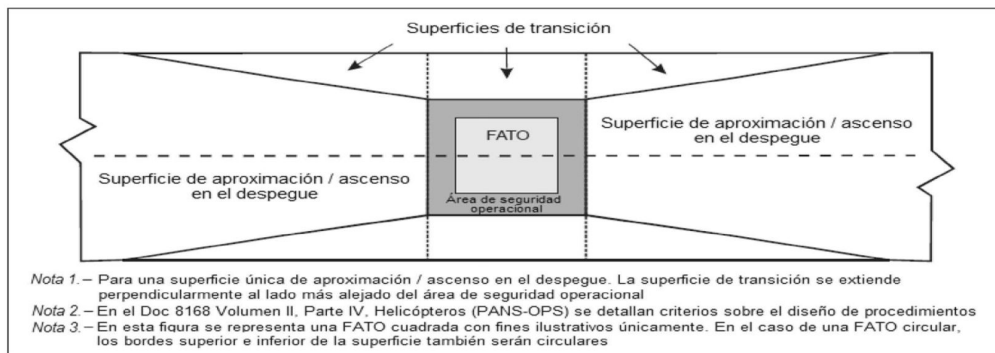 Superficies de transición
FATO
Superficie de aproximación / ascenso
en el despegue
Superficie de aproximación / ascenso
en el despegue
Área de seguridad
operacional
Nota 1.– Para una superficie única de aproximación / ascenso en el despegue. La superficie de transición se extiende
perpendicularmente al lado más alejado del área de seguridad operacional
Nota 2.– En el Doc 8168 Volumen II, Parte IV, Helicópteros (PANS-OPS) se detallan criterios sobre el diseño de procedimientos
Nota 3.– En esta figura se representa una FATO cuadrada con fines ilustrativos únicamente. En el caso de una FATO circular,
los bordes superior e inferior de la superficie también serán circulares